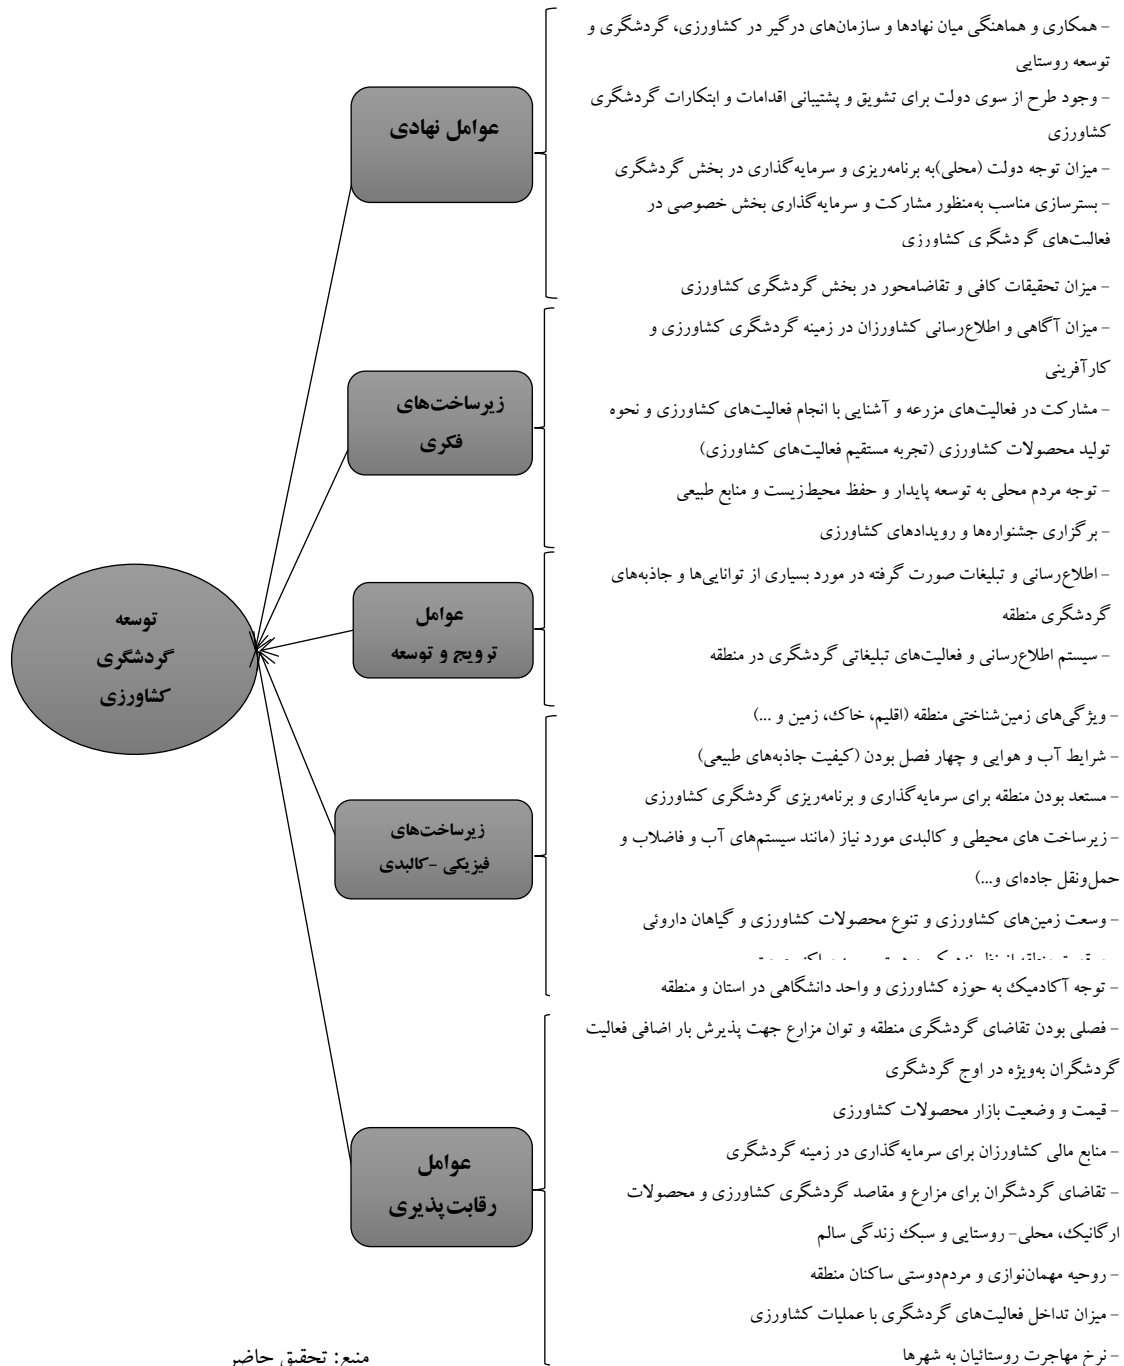 - همکاری و هماهنگی میان نهادها و سازمان‌های درگیر در کشاورزی، گردشگری و
توسعه روستایی
- وجود طرح از سوی دولت برای تشویق و پشتیبانی اقدامات و ابتکارات گردشگری
کشاورزی
- میزان توجه دولت (محلی)به برنامه‌ریزی و سرمایه‌گذاری در بخش گردشگری
- بسترسازی مناسب به‌منظور مشارکت و سرمایه‌گذاری بخش خصوصی در
فعالیت‌های گردشگری کشاورزی
- میزان تحقیقات کافی و تقاضامحور در بخش گردشگری کشاورزی
عوامل نهادی
- میزان آگاهی و اطلاع‌رسانی کشاورزان در زمینه گردشگری کشاورزی و
کارآفرینی
- مشارکت در فعالیت‌های مزرعه و آشنایی با انجام فعالیت‌های کشاورزی و نحوه
تولید محصولات کشاورزی (تجربه مستقیم فعالیت‌های کشاورزی)
- توجه مردم محلی به توسعه پایدار و حفظ محیط‌زیست و منابع طبیعی
- برگزاری جشنواره‌ها و رویدادهای کشاورزی
زیرساخت‌های
فکری
- اطلاع‌رسانی و تبلیغات صورت گرفته در مورد بسیاری از توانایی‌ها و جاذبه‌های
گردشگری منطقه
- سیستم اطلاع‌رسانی و فعالیت‌های تبلیغاتی گردشگری در منطقه
عوامل
ترویج و توسعه
توسعه
گردشگری
کشاورزی
- ویژگی‌های زمین‌شناختی منطقه (اقلیم، خاک، زمین و ...)
- شرایط آب و هوایی و چهار فصل بودن (کیفیت جاذبه‌های طبیعی)
- مستعد بودن منطقه برای سرمایه‌گذاری و برنامه‌ریزی گردشگری کشاورزی
- زیرساخت های محیطی و کالبدی مورد نیاز (مانند سیستم‌های آب و فاضلاب و
حمل‌ونقل جاده‌ای و...)
- وسعت زمین‌های کشاورزی و تنوع محصولات کشاورزی و گیاهان داروئی
- توجه آکادمیک به حوزه کشاورزی و واحد دانشگاهی در استان و منطقه
زیرساخت‌های
فیزیکی -کالبدی
- فصلی بودن تقاضای گردشگری منطقه و توان مزارع جهت پذیرش بار اضافی فعالیت
گردشگران به‌ویژه در اوج گردشگری
- قیمت و وضعیت بازار محصولات کشاورزی
- منابع مالی کشاورزان برای سرمایه‌گذاری در زمینه گردشگری
- تقاضای گردشگران برای مزارع و مقاصد گردشگری کشاورزی و محصولات
ارگانیک، محلی- روستایی و سبک زندگی سالم
- روحیه مهمان‌نوازی و مردم‌دوستی ساکنان منطقه
- میزان تداخل فعالیت‌های گردشگری با عملیات کشاورزی
- نرخ مهاجرت روستائیان به شهرها
عوامل
رقابت‌پذیری
منبع: تحقیق حاضر